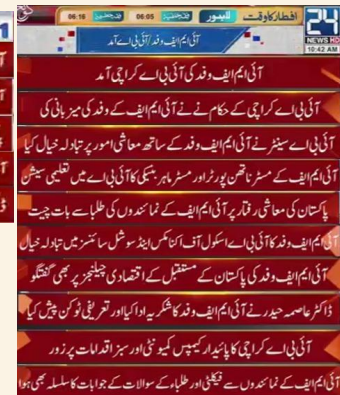 افطار کا وقت لاہور 06:05 06:16
24
NEWS HD
10:42 AM
آئی ایم ایف وفد/آئی بی اے آمد
آئی ایم ایف وفد کی آئی بی اے کراچی آمد
آئی بی اے کراچی کے حکام نے نے آئی ایم ایف کے وفد کی میزبانی کی
آئی بی اے سینٹر نے آئی ایم ایف وفد کے ساتھ معاشی امور پر تبادلہ خیال کیا
آئی ایم ایف کے مسٹر ناتھن پورٹر اور مسٹر ماہر بنیکی کا آئی بی اے میں تعلیمی سیشن
پاکستان کی معاشی رفتار پر آئی ایم ایف کے نمائندوں کی طلبا سے بات چیت
آئی ایم ایف وفد کا آئی بی اے اسکول آف اکنامکس اینڈ سوشل سائنسز میں تبادلہ خیال
آئی ایم ایف وفد کی پاکستان کے مستقبل کے اقتصادی چیلنجز پر بھی گفتگو
ڈاکٹر عاصمہ حیدر نے آئی ایم ایف وفد کا شکریہ ادا کیا اور تعریفی ٹوکن پیش کیا
آئی بی اے کراچی کا پائیدار کیمپس کمیونٹی اور سبز اقدامات پر زور
آئی ایم ایف کے نمائندوں سے فیکلٹی اور طلباء کے سوالات کے جوابات کا سلسلہ بھی ہوا